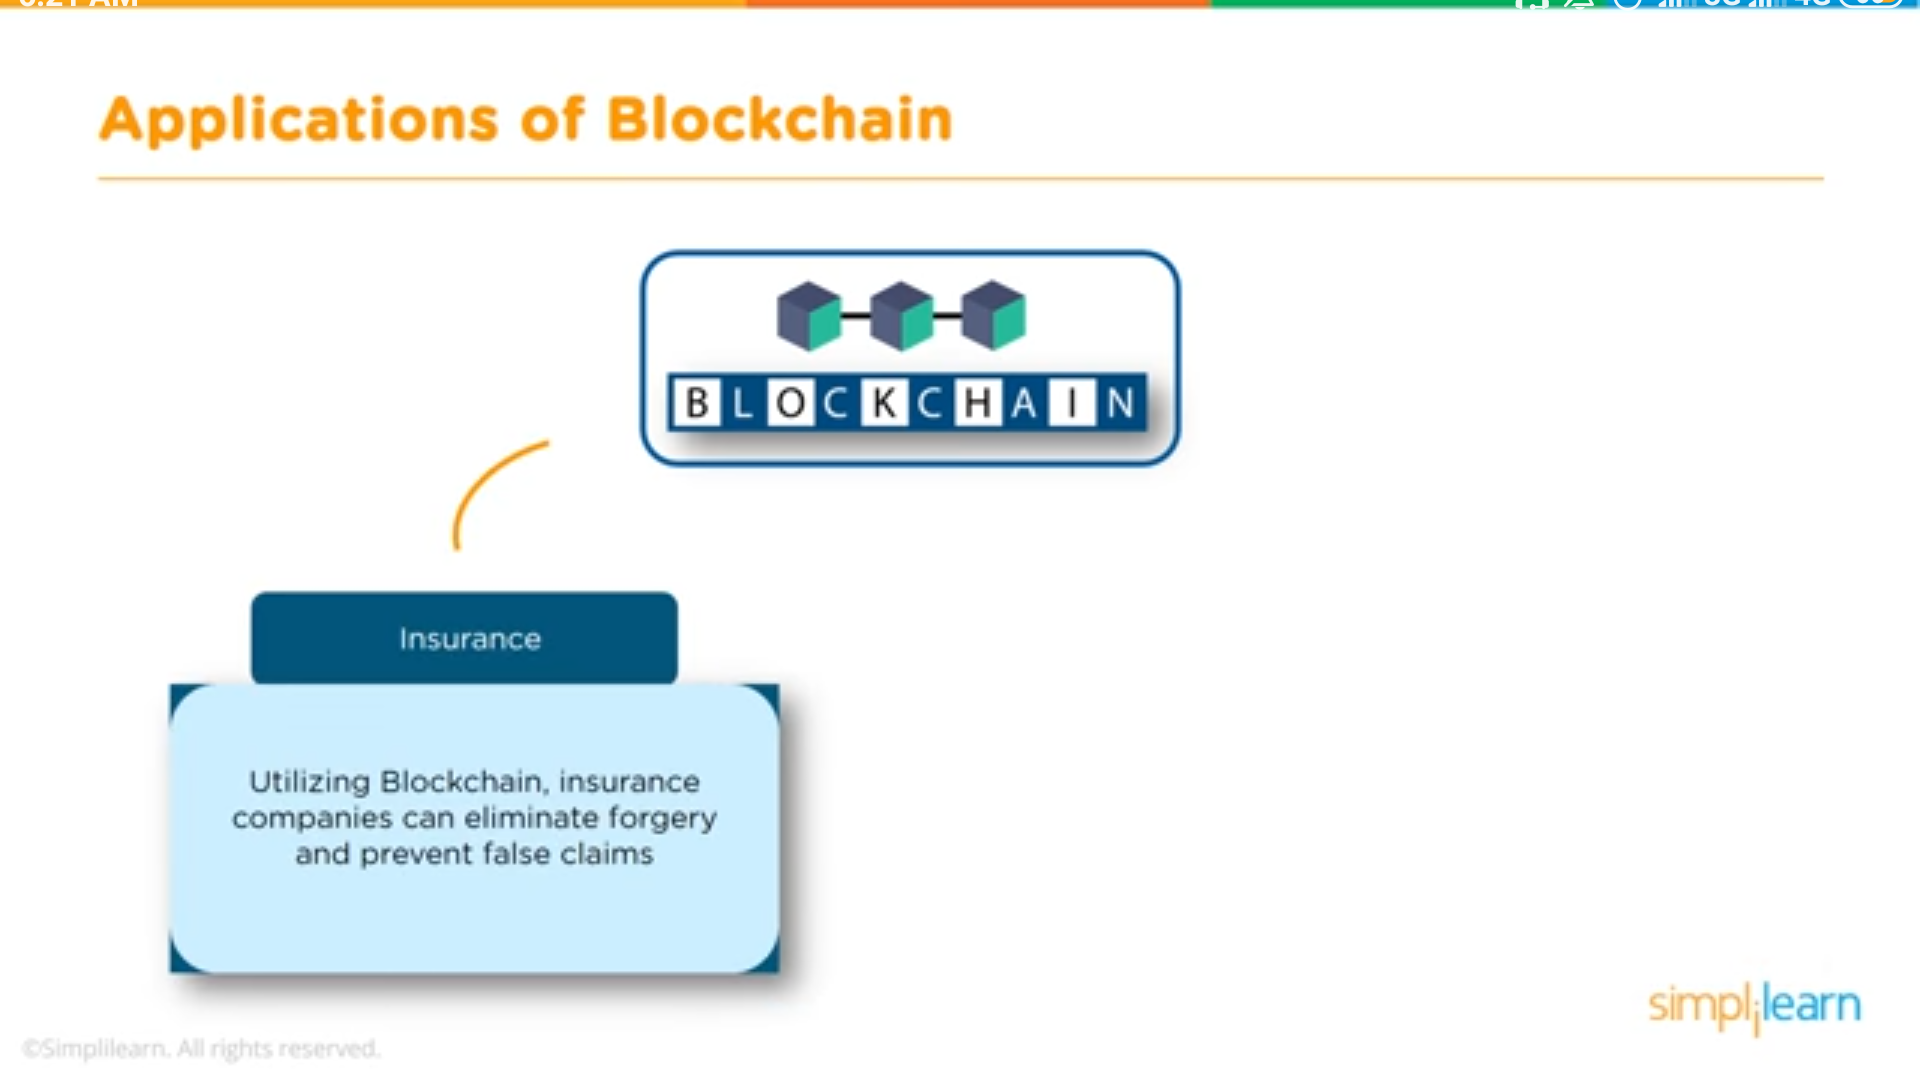 Applications of Blockchain
BLOCKCHAIN
Insurance
Utilizing Blockchain, insurance
companies can eliminate forgery
and prevent false claims
simplilearn
©Simplilearn. All rights reserved.